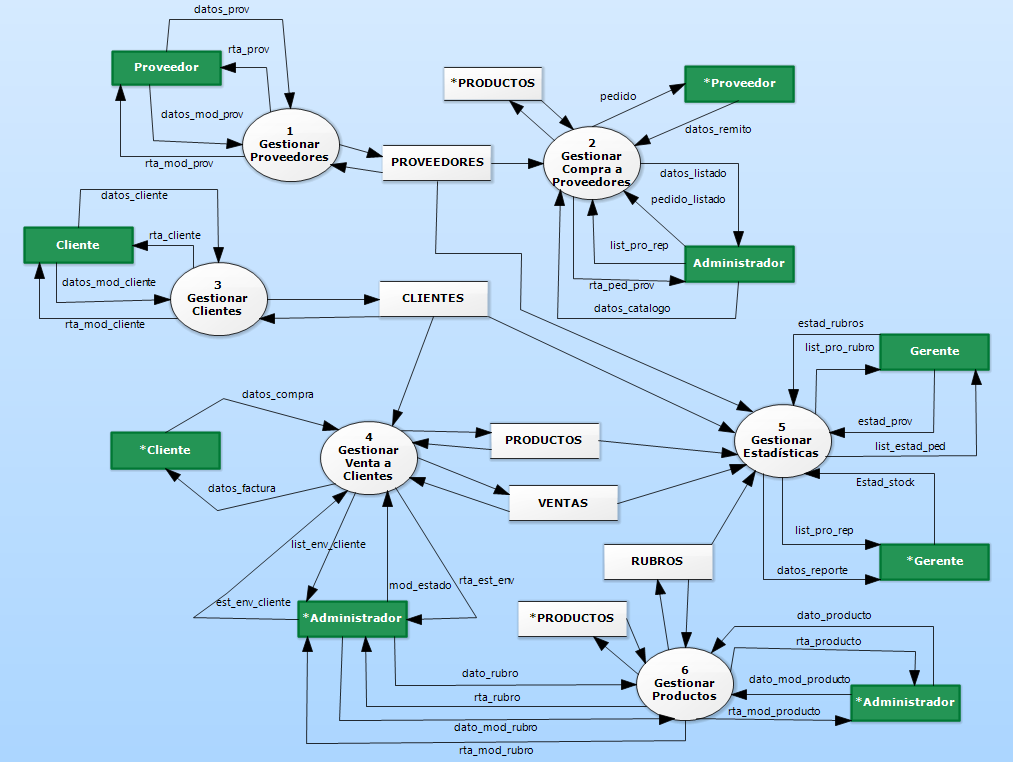 datos_prov
rta_prov
Proveedor
datos_mod_prov
rta_mod_prov
1
Gestionar
Proveedores
PROVEEDORES
*PRODUCTOS
pedido
*Proveedor
datos_remito
2
Gestionar
Compra a
Proveedores
datos_listado
pedido_listado
list_pro_rep
Administrador
rta_ped_prov
datos_catalogo
datos_cliente
rta_cliente
Cliente
datos_mod_cliente
rta_mod_cliente
3
Gestionar
Clientes
CLIENTES
estad_rubros
list_pro_rubro
Gerente
estad_prov
list_estad_ped
5
Gestionar
Estadísticas
Estad_stock
list_pro_rep
*Gerente
datos_reporte
datos_compra
*Cliente
datos_factura
4
Gestionar
Venta a
Clientes
PRODUCTOS
VENTAS
RUBROS
*PRODUCTOS
list_env_cliente
est_env_cliente
mod_estado
rta_est_env
*Administrador
dato_rubro
rta_rubro
dato_mod_rubro
rta_mod_rubro
6
Gestionar
Productos
dato_producto
rta_producto
dato_mod_producto
rta_mod_producto
*Administrador